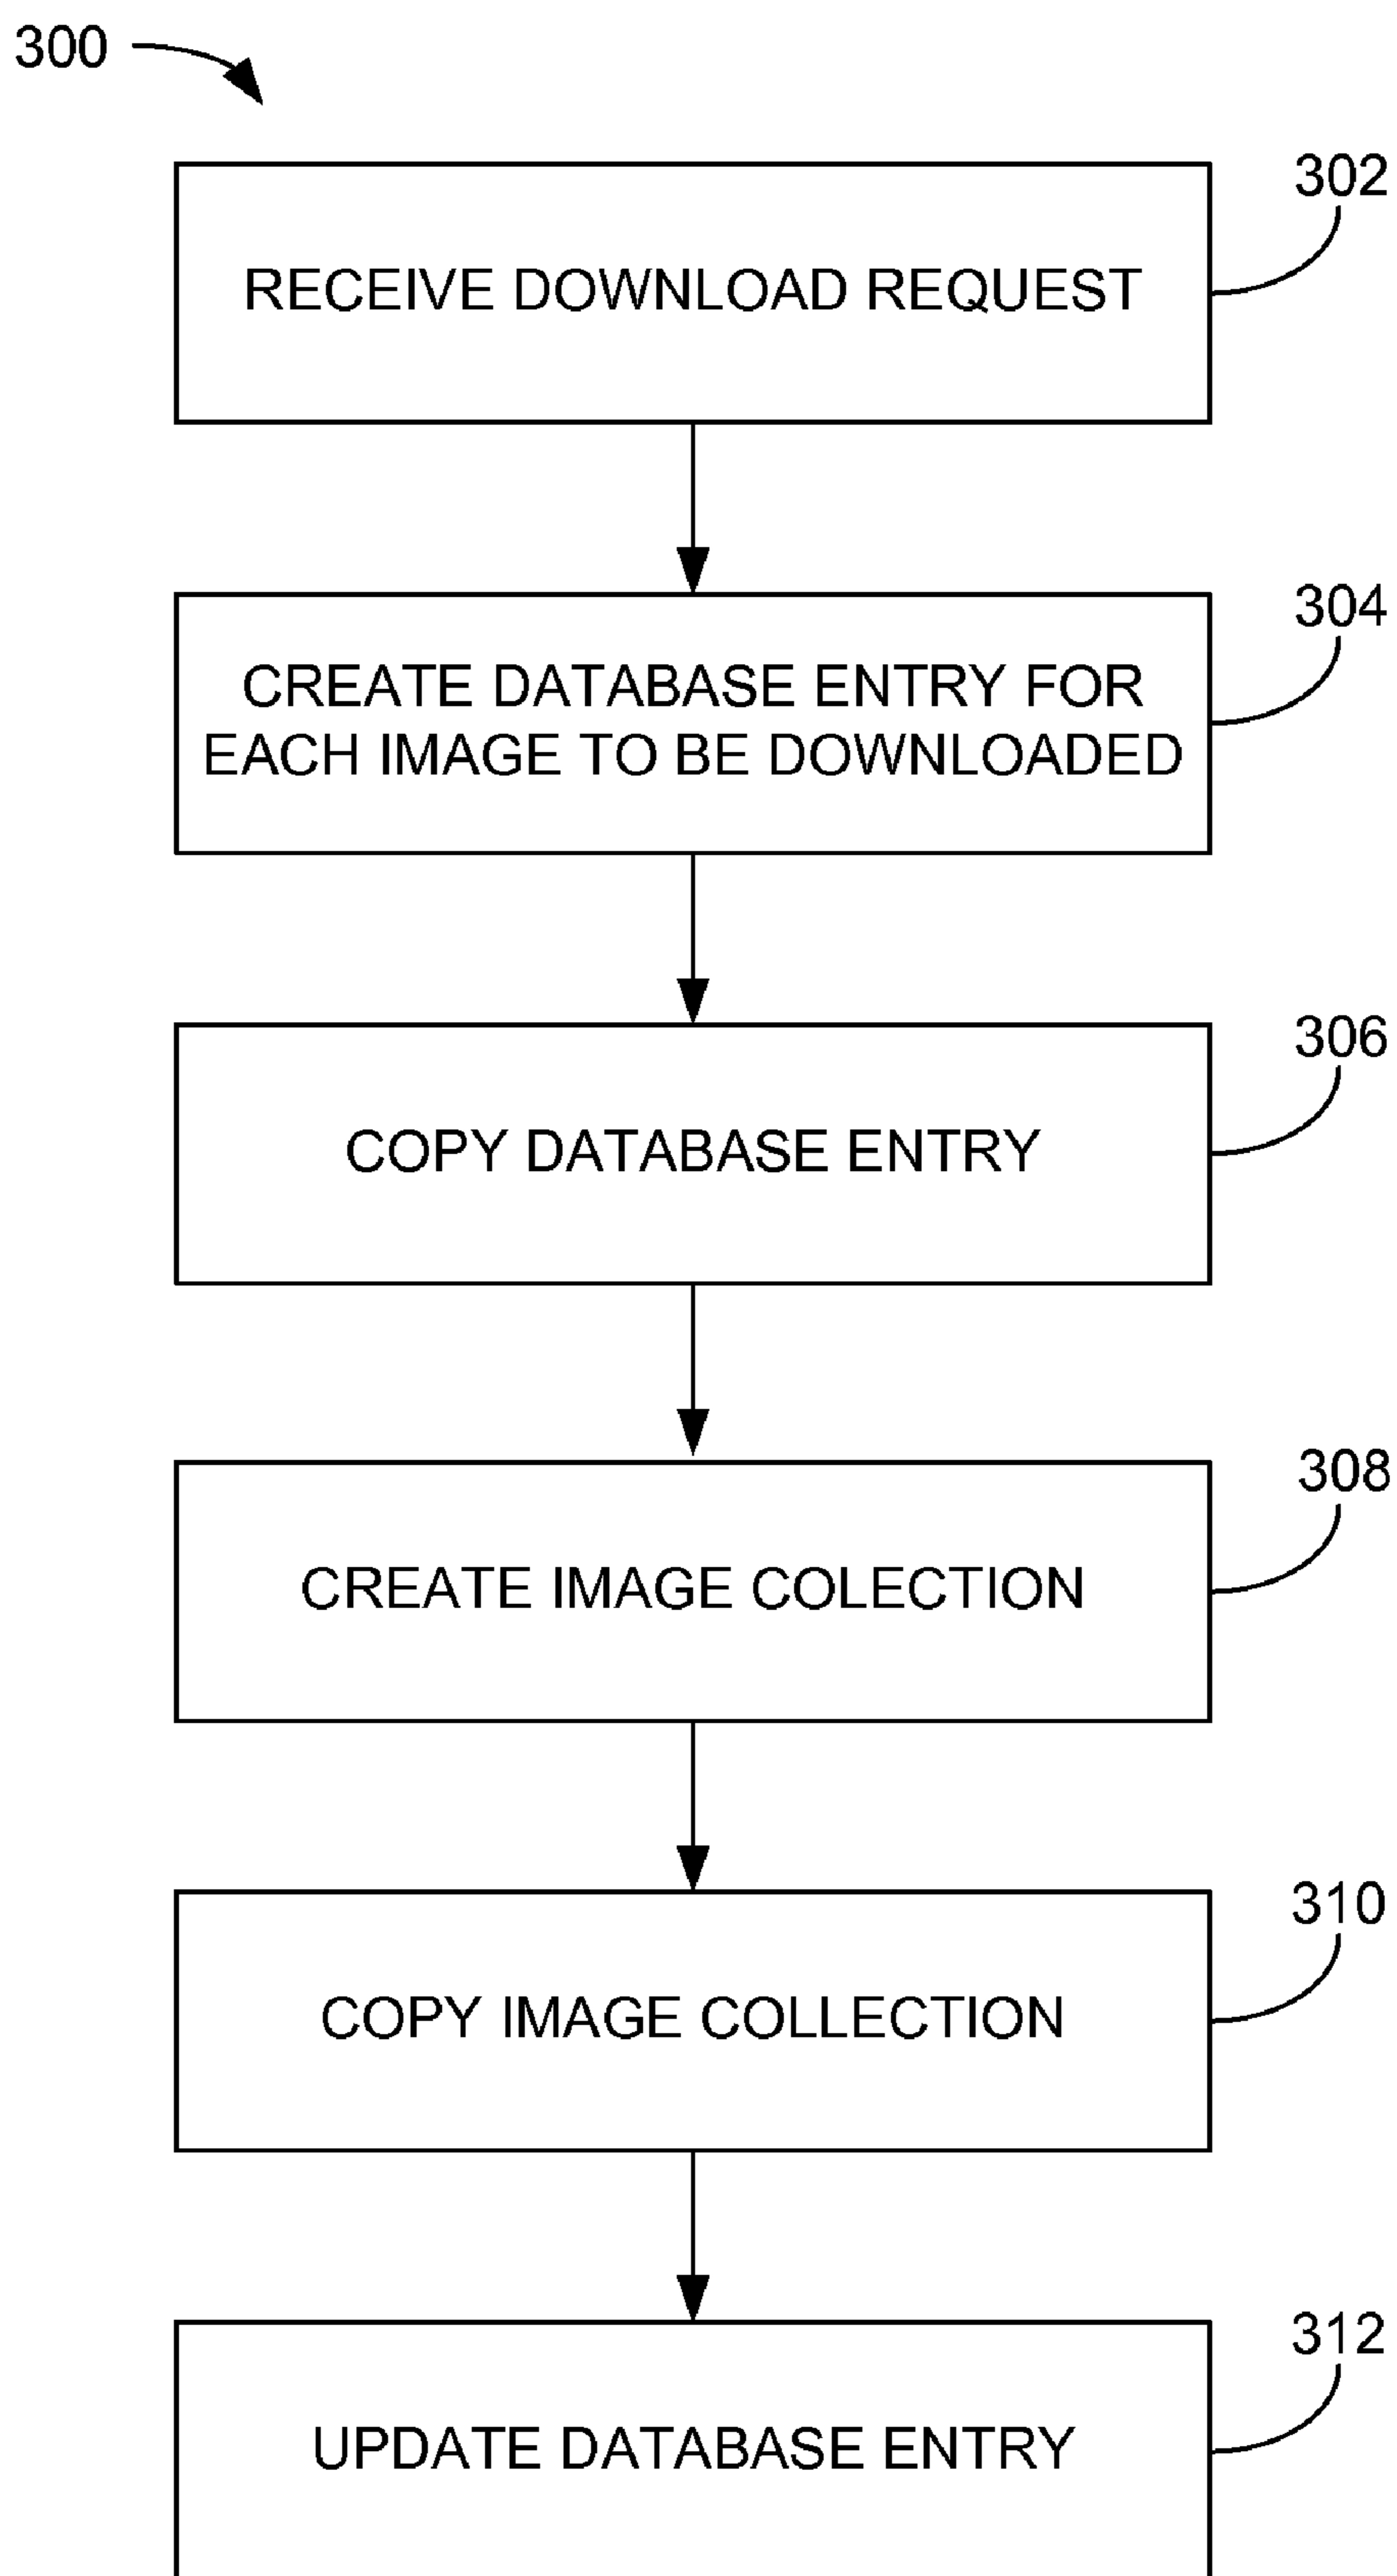 300
302
RECEIVE DOWNLOAD REQUEST
304
CREATE DATABASE ENTRY FOR
EACH IMAGE TO BE DOWNLOADED
306
COPY DATABASE ENTRY
308
CREATE IMAGE COLECTION
310
COPY IMAGE COLLECTION
312
UPDATE DATABASE ENTRY